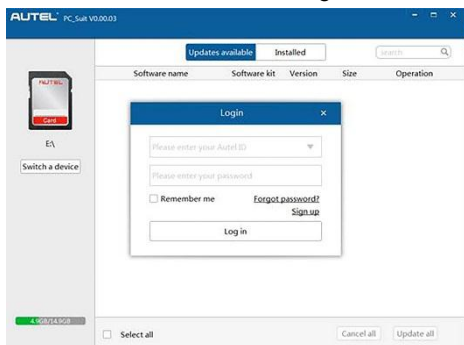 AUTEL PC_Suit V0.00.03
Updates available Installed search
Software name Software kit Version Size Operation
AUTEL
Card
E:\
Switch a device
Login
Please enter your Autel ID
Please enter your password
Remember me Forgot password?
Sign up
Log in
4.9GB/14.9GB
Select all Cancel all Update all